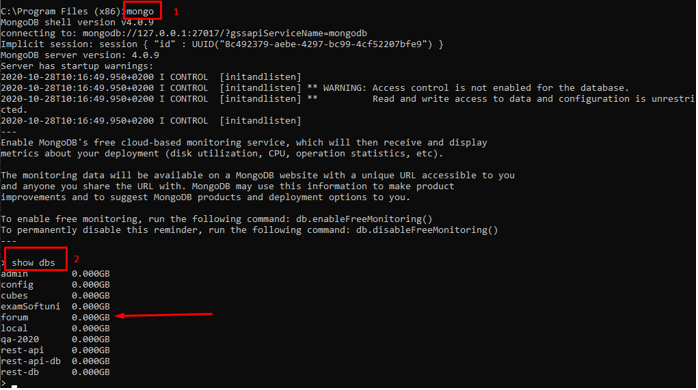 C:\Program Files (x86)>mongo 1
MongoDB shell version v4.0.9
connecting to: mongodb://127.0.0.1:27017/?gssapiServiceName=mongodb
Implicit session: session { "id" : UUID("8c492379-aebe-4297-bc99-4cf52207bfe9") }
MongoDB server version: 4.0.9
Server has startup warnings:
2020-10-28T10:16:49.950+0200 I CONTROL  [initandlisten]
2020-10-28T10:16:49.950+0200 I CONTROL  [initandlisten] ** WARNING: Access control is not enabled for the database.
2020-10-28T10:16:49.950+0200 I CONTROL  [initandlisten] **          Read and write access to data and configuration is unrestri
cted.
2020-10-28T10:16:49.950+0200 I CONTROL  [initandlisten]
---
Enable MongoDB's free cloud-based monitoring service, which will then receive and display
metrics about your deployment (disk utilization, CPU, operation statistics, etc).
The monitoring data will be available on a MongoDB website with a unique URL accessible to you
and anyone you share the URL with. MongoDB may use this information to make product
improvements and to suggest MongoDB products and deployment options to you.
To enable free monitoring, run the following command: db.enableFreeMonitoring()
To permanently disable this reminder, run the following command: db.disableFreeMonitoring()
---
> show dbs 2
admin        0.000GB
config       0.000GB
cubes        0.000GB
examSoftuni  0.000GB
forum        0.000GB
local        0.000GB
qa-2020      0.000GB
rest-api     0.000GB
rest-api-db  0.000GB
rest-db      0.000GB
>